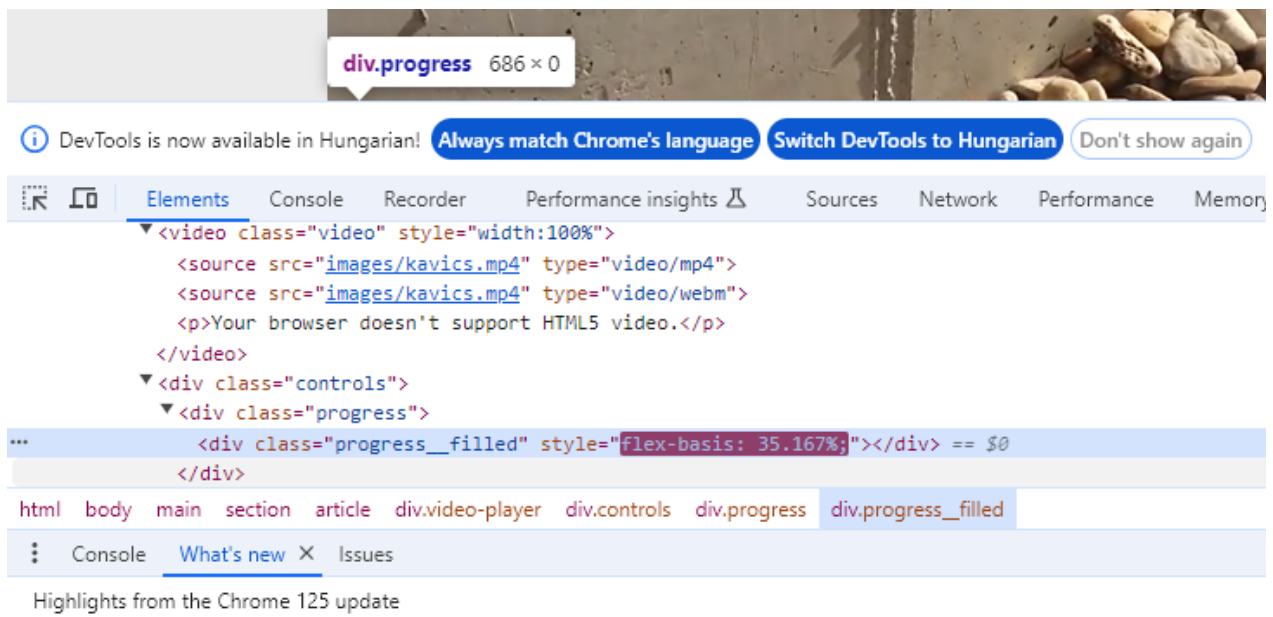 div.progress 686 × 0
DevTools is now available in Hungarian! Always match Chrome's language Switch DevTools to Hungarian Don't show again
Elements Console Recorder Performance insights Sources Network Performance Memory
<video class="video" style="width:100%">
<source src="images/kavics.mp4" type="video/mp4">
<source src="images/kavics.mp4" type="video/webm">
<p>Your browser doesn't support HTML5 video.</p>
</video>
<div class="controls">
<div class="progress">
... <div class="progress__filled" style="flex-basis: 35.167%;"></div> == $0
</div>
html body main section article div.video-player div.controls div.progress div.progress__filled
Console What's new × Issues
Highlights from the Chrome 125 update